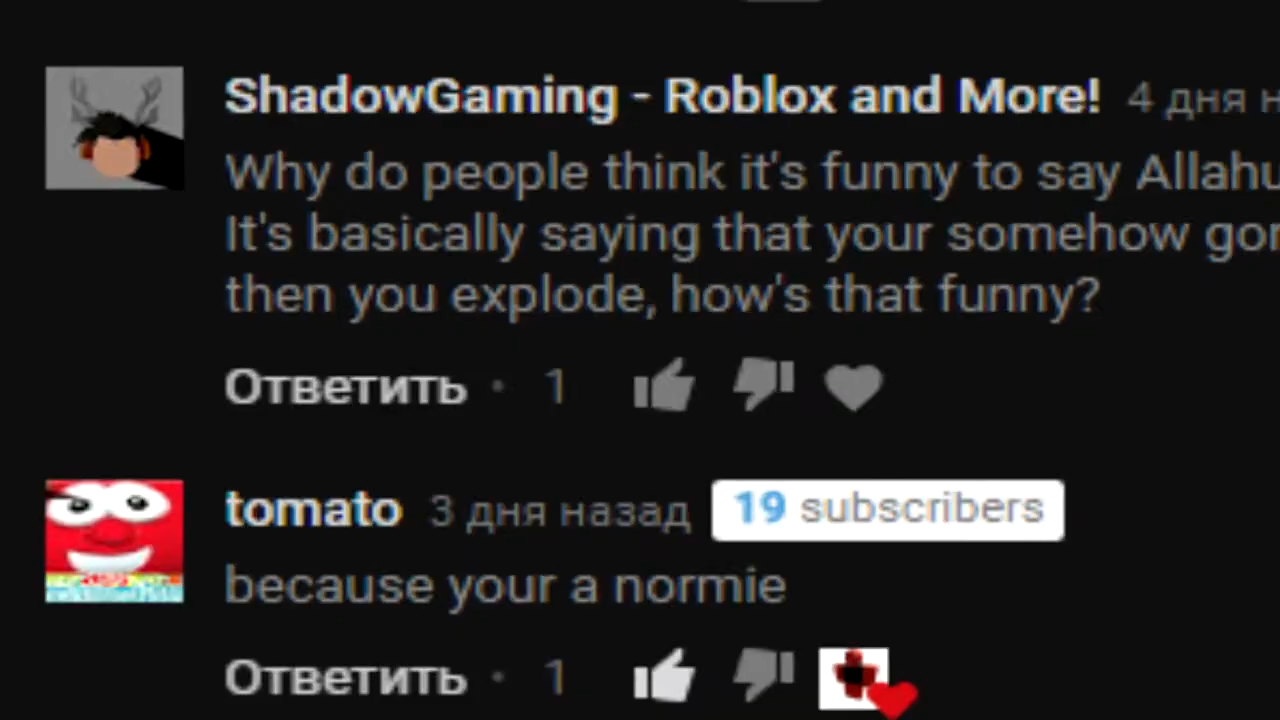 ShadowGaming - Roblox and More! 4 дня
Why do people think it's funny to say
It's basically saying that your somehow
then you explode, how's that funny?
Ответить · 1
tomato 3 дня назад 19 subscribers
because your a normie
Ответить · 1